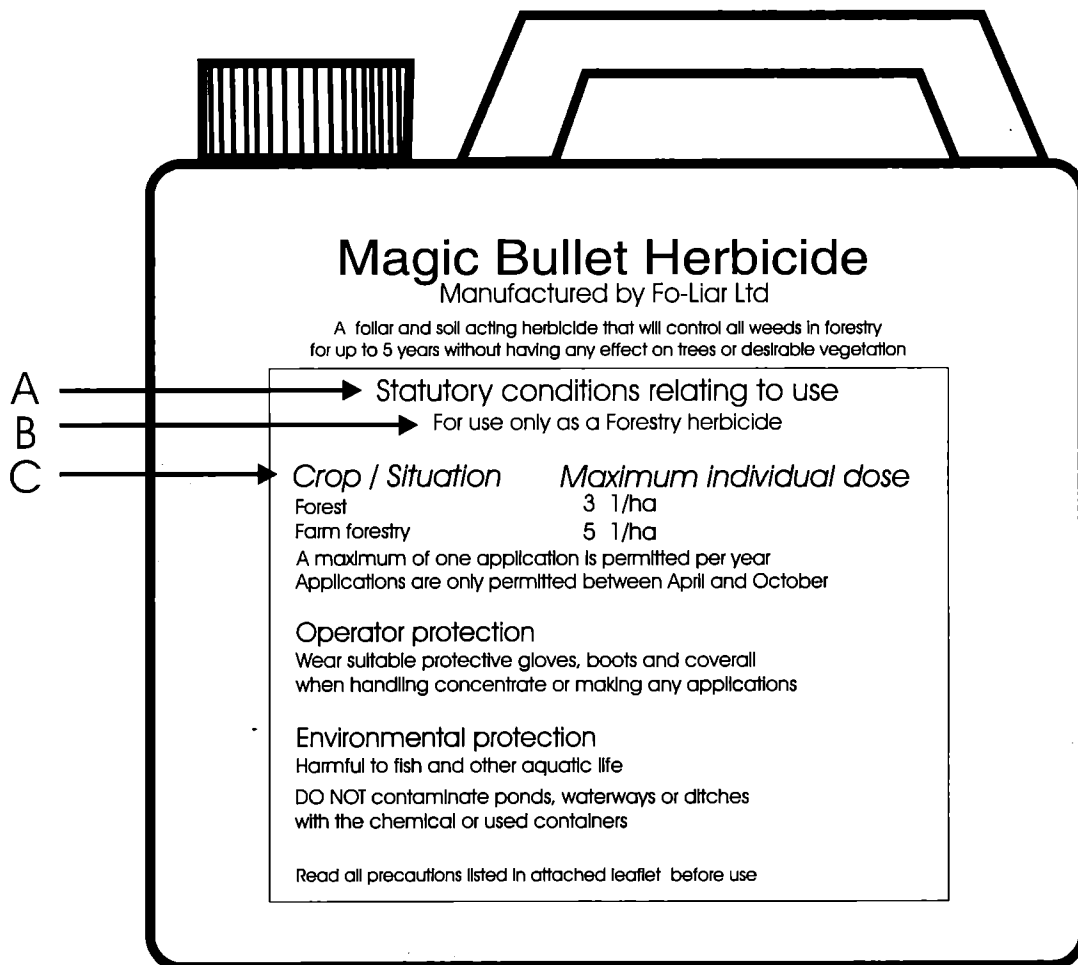 Magic Bullet Herbicide
Manufactured by Fo-Liar Ltd
A foliar and soil acting herbicide that will control all weeds in forestry
for up to 5 years without having any effect on trees or desirable vegetation
A
Statutory conditions relating to use
B
For use only as a Forestry herbicide
C
Crop / Situation Maximum individual dose
Forest 3 l/ha
Farm forestry 5 l/ha
A maximum of one application is permitted per year
Applications are only permitted between April and October
Operator protection
Wear suitable protective gloves, boots and coverall
when handling concentrate or making any applications
Environmental protection
Harmful to fish and other aquatic life
DO NOT contaminate ponds, waterways or ditches
with the chemical or used containers
Read all precautions listed in attached leaflet before use